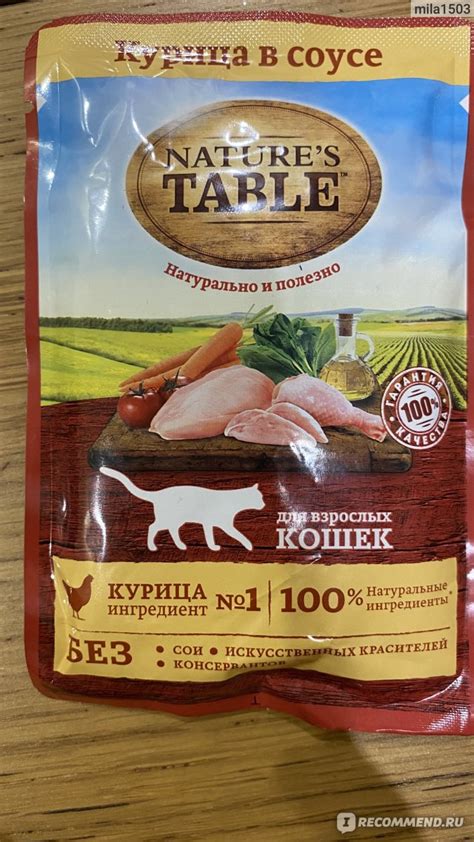 mila1503
Курица в соусе
NATURE'S
TABLE™
Натурально и полезно
ГАРАНТИЯ
100%
КАЧЕСТВА
для взрослых
КОШЕК
КУРИЦА
ингредиент №1
100% Натуральные
ингредиенты*
БЕЗ
• СОИ • ИСКУССТВЕННЫХ КРАСИТЕЛЕЙ
• КОНСЕРВАНТОВ
I RECOMMEND.RU